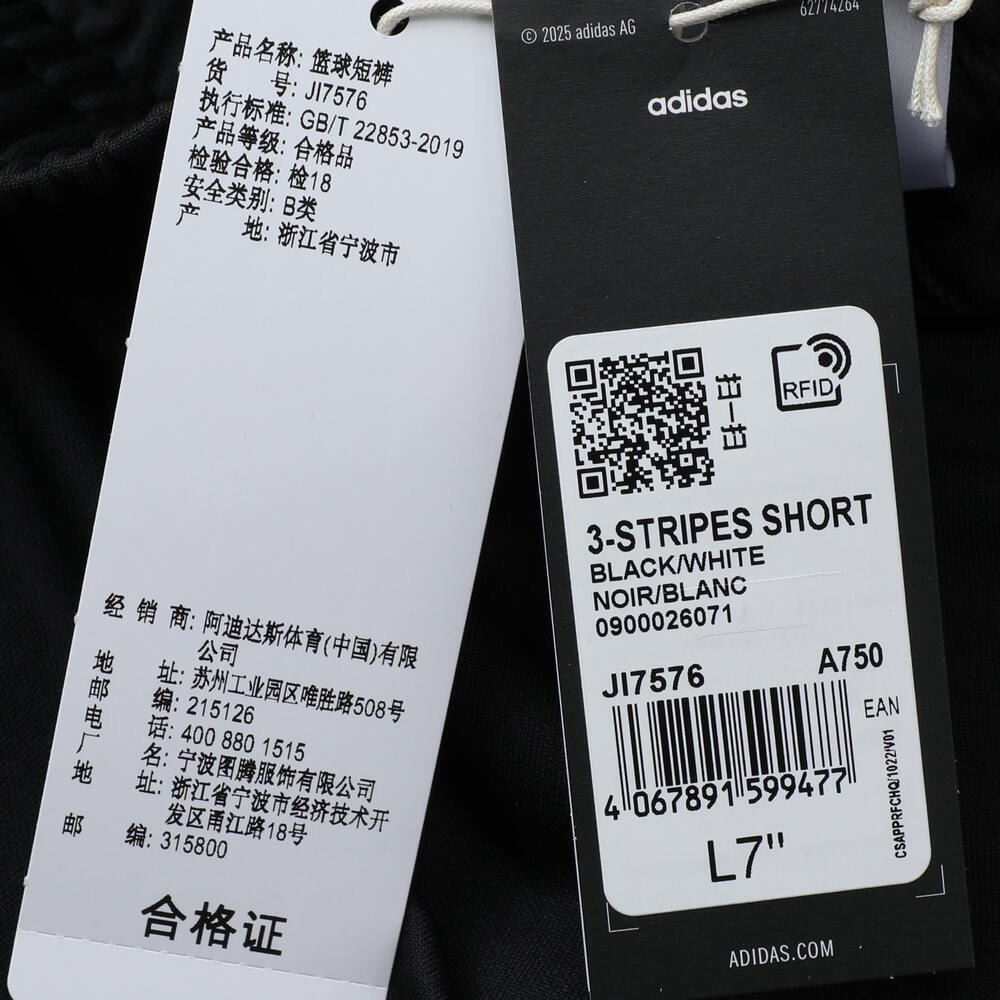 产品名称: 篮球短裤
货 号: JI7576
执行标准: GB/T 22853-2019
产品等级: 合格品
检验合格: 检18
安全类别: B类
产 地: 浙江省宁波市
经 销 商: 阿迪达斯体育(中国)有限
公司
地 址: 苏州工业园区唯胜路508号
邮 编: 215126
电 话: 400 880 1515
厂 名: 宁波图腾服饰有限公司
地 址: 浙江省宁波市经济技术开
发区甬江路18号
邮 编: 315800
合格证
© 2025 adidas AG
62774264
adidas
RFID
3-STRIPES SHORT
BLACK/WHITE
NOIR/BLANC
0900026071
JI7576 A750
EAN
4 067891 599477
CSAPPRFCHQ/1022/V01
L7"
ADIDAS.COM